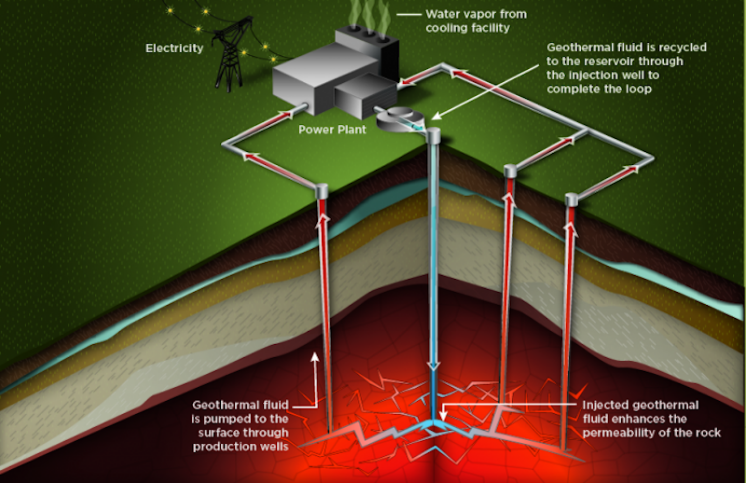 Water vapor from
cooling facility
Electricity
Geothermal fluid is recycled
to the reservoir through
the injection well to
complete the loop
Power Plant
Geothermal fluid
is pumped to the
surface through
production wells
Injected geothermal
fluid enhances the
permeability of the rock